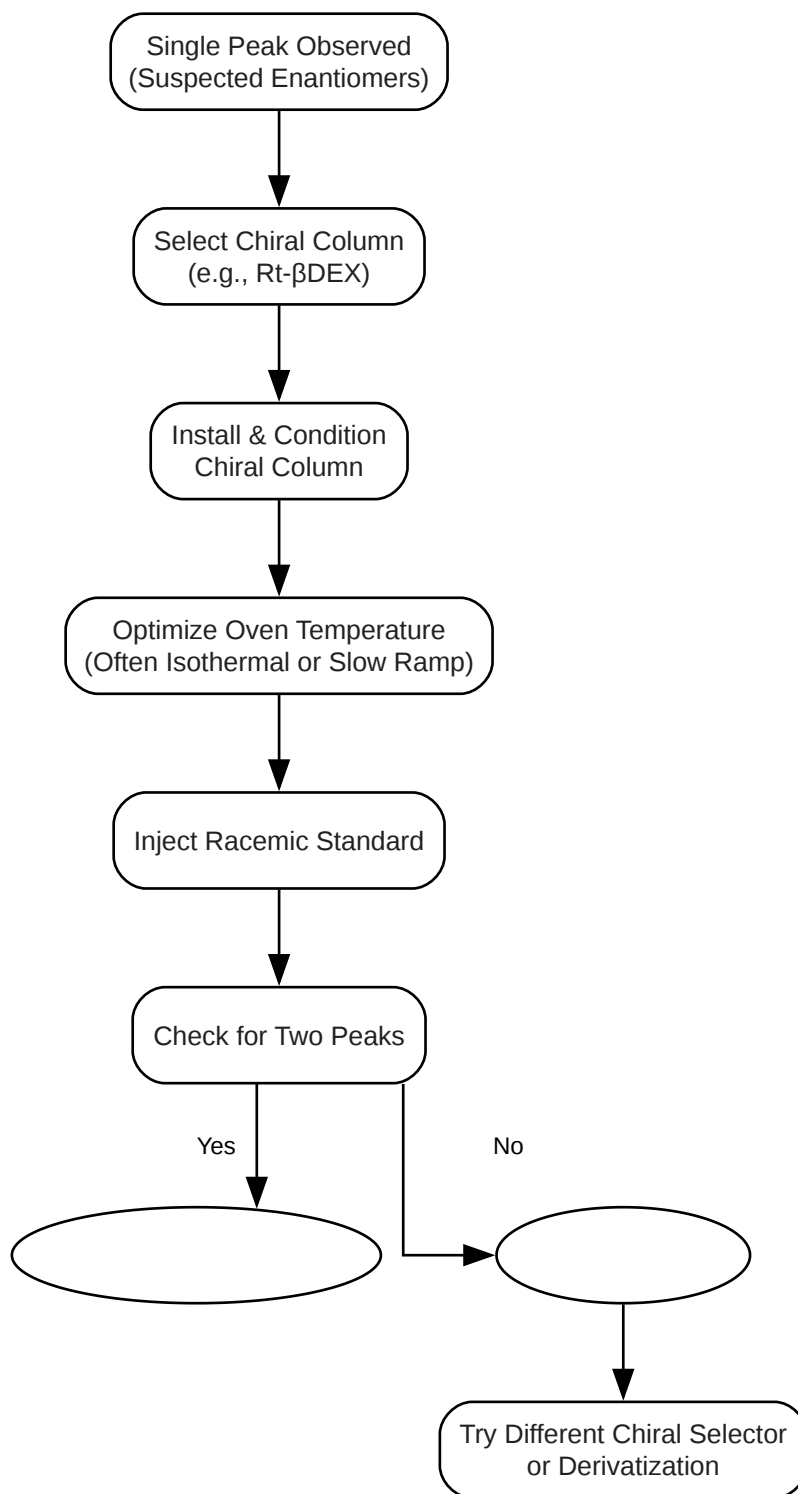 Single Peak Observed
(Suspected Enantiomers)
Select Chiral Column
(e.g., Rt-βDEX)
Install & Condition
Chiral Column
Optimize Oven Temperature
(Often Isothermal or Slow Ramp)
Inject Racemic Standard
Check for Two Peaks
Yes
No
Try Different Chiral Selector
or Derivatization